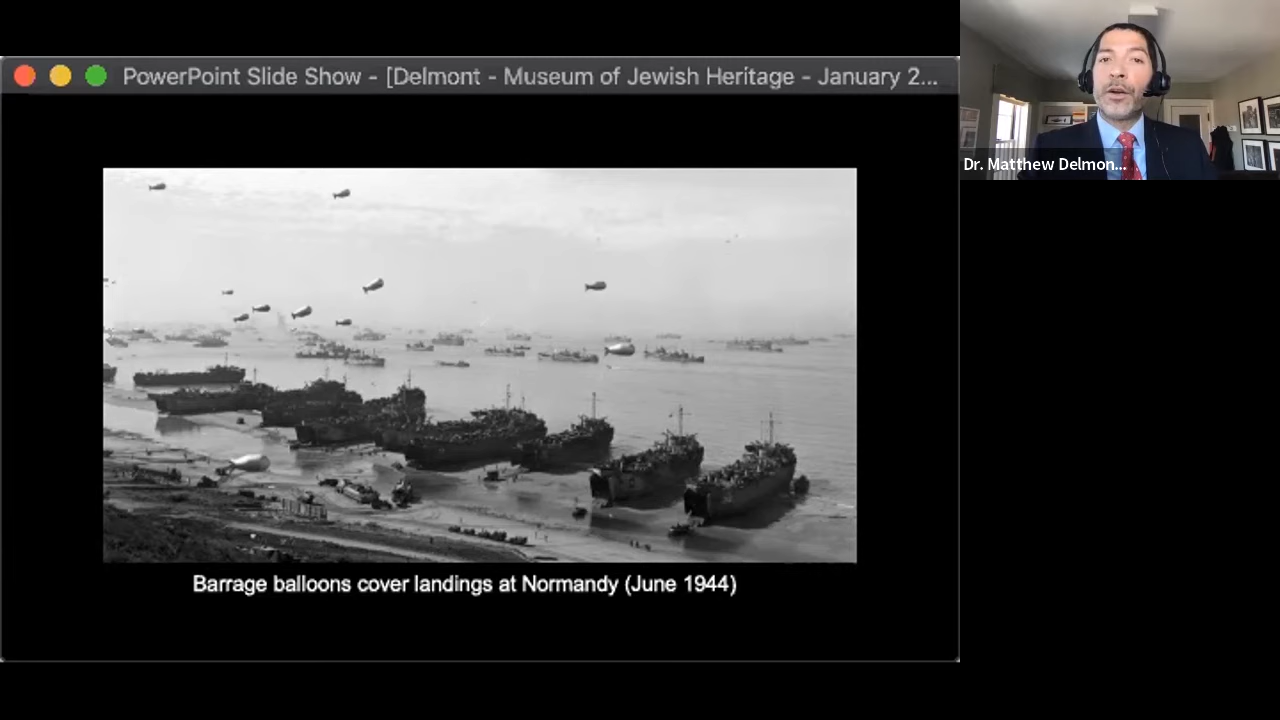 PowerPoint Slide Show - [Delmont - Museum of Jewish Heritage - January 2...
Dr. Matthew Delmon...
Barrage balloons cover landings at Normandy (June 1944)